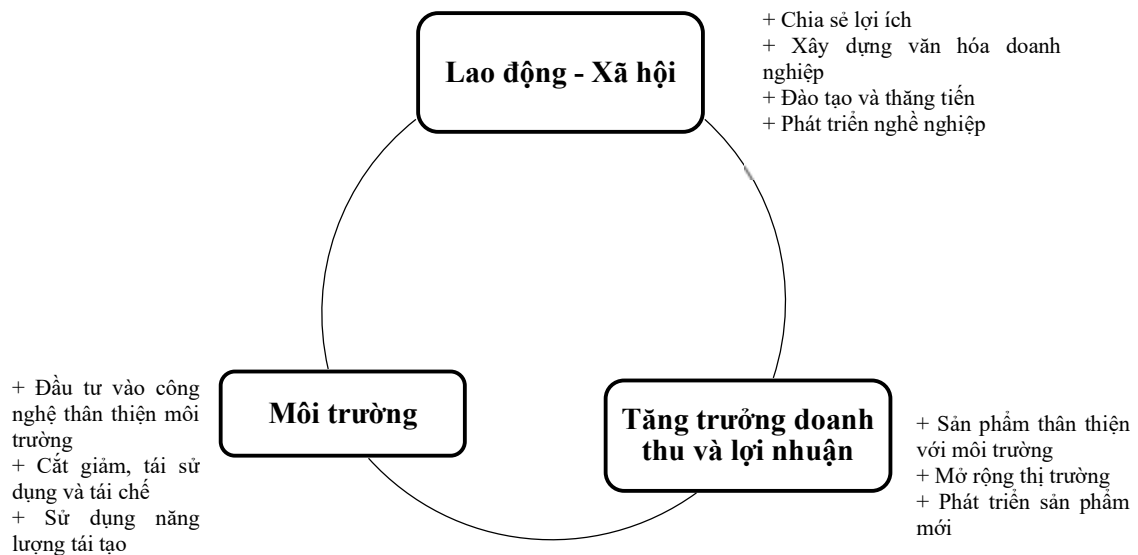 Lao động - Xã hội
+ Chia sẻ lợi ích
+ Xây dựng văn hóa doanh
nghiệp
+ Đào tạo và thăng tiến
+ Phát triển nghề nghiệp
Môi trường
+ Đầu tư vào công
nghệ thân thiện môi
trường
+ Cắt giảm, tái sử
dụng và tái chế
+ Sử dụng năng
lượng tái tạo
Tăng trưởng doanh
thu và lợi nhuận
+ Sản phẩm thân thiện
với môi trường
+ Mở rộng thị trường
+ Phát triển sản phẩm
mới